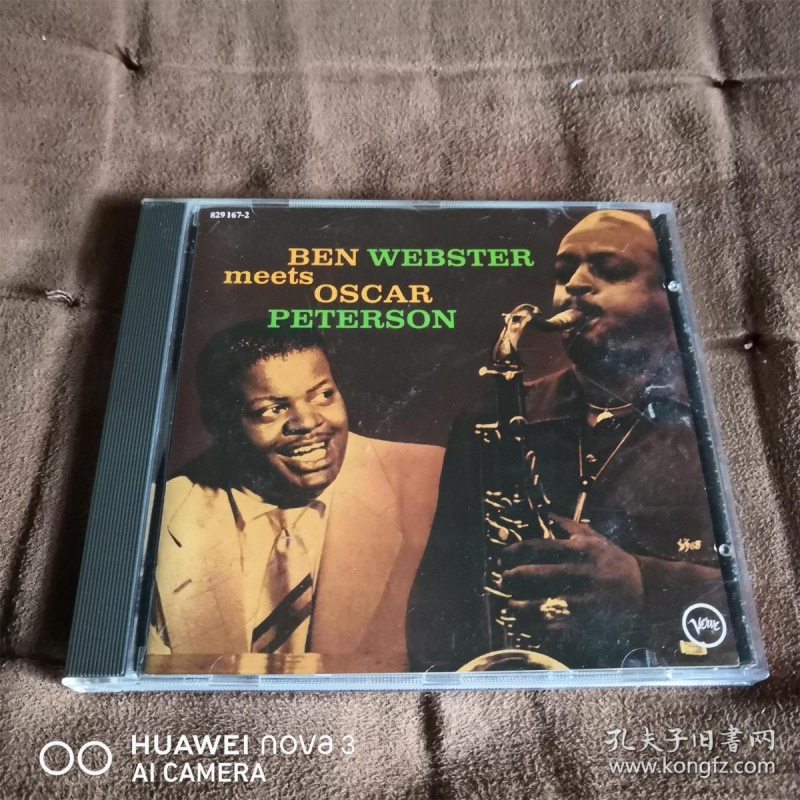 829 167-2
BEN WEBSTER
meets
OSCAR
PETERSON
Verve
HUAWEI nova 3
AI CAMERA
孔夫子旧書网
www.kongfz.com